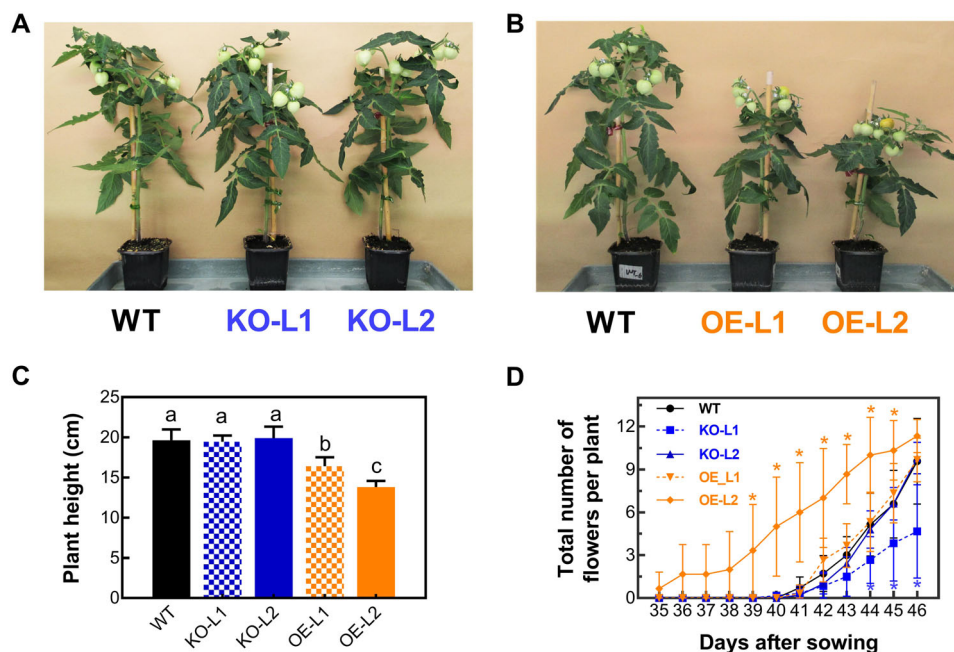 A
B
WT KO-L1 KO-L2
WT OE-L1 OE-L2
C
Plant height (cm)
25
20
15
10
5
0
a a a b c
WT KO-L1 KO-L2 OE-L1 OE-L2
D
Total number of
flowers per plant
12
9
6
3
0
WT
KO-L1
KO-L2
OE_L1
OE-L2
* * * * * * *
* * *
35 36 37 38 39 40 41 42 43 44 45 46
Days after sowing